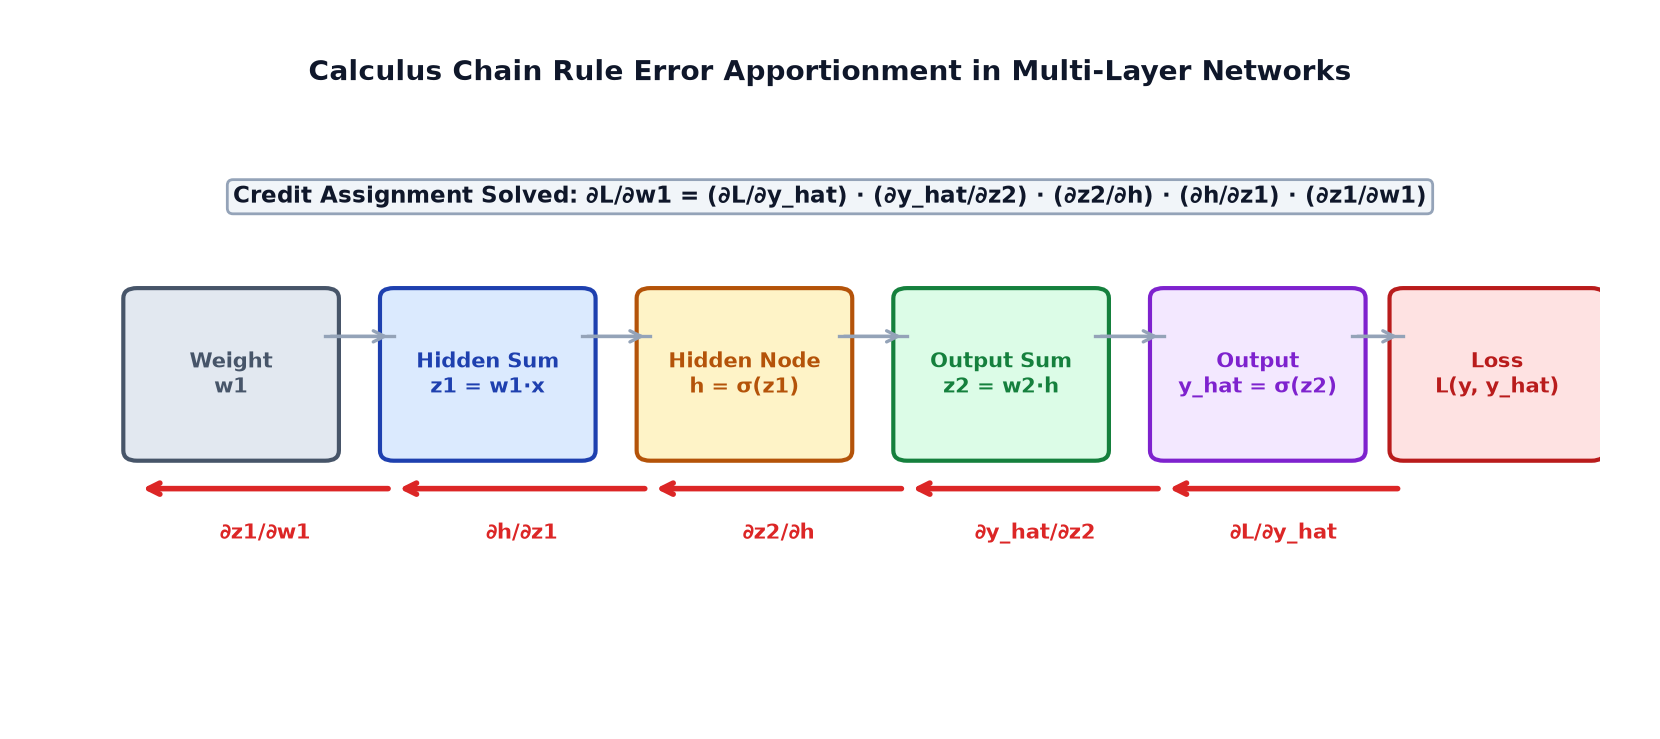 Calculus Chain Rule Error Apportionment in Multi-Layer Networks
Credit Assignment Solved: ∂L/∂w1 = (∂L/∂y_hat) · (∂y_hat/∂z2) · (∂z2/∂h) · (∂h/∂z1) · (∂z1/∂w1)
Weight
w1
Hidden Sum
z1 = w1·x
Hidden Node
h = σ(z1)
Output Sum
z2 = w2·h
Output
y_hat = σ(z2)
Loss
L(y, y_hat)
∂z1/∂w1
∂h/∂z1
∂z2/∂h
∂y_hat/∂z2
∂L/∂y_hat